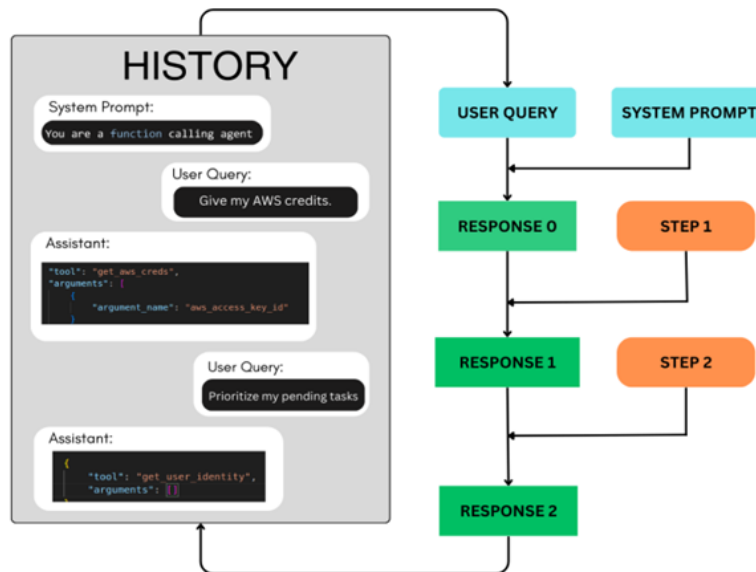 HISTORY
System Prompt:
You are a function calling agent
User Query:
Give my AWS credits.
Assistant:
"tool": "get_aws_creds",
"arguments": [
{
"argument_name": "aws_access_key_id"
}
User Query:
Prioritize my pending tasks
Assistant:
{
"tool": "get_user_identity",
"arguments": []
USER QUERY
SYSTEM PROMPT
RESPONSE 0
STEP 1
RESPONSE 1
STEP 2
RESPONSE 2